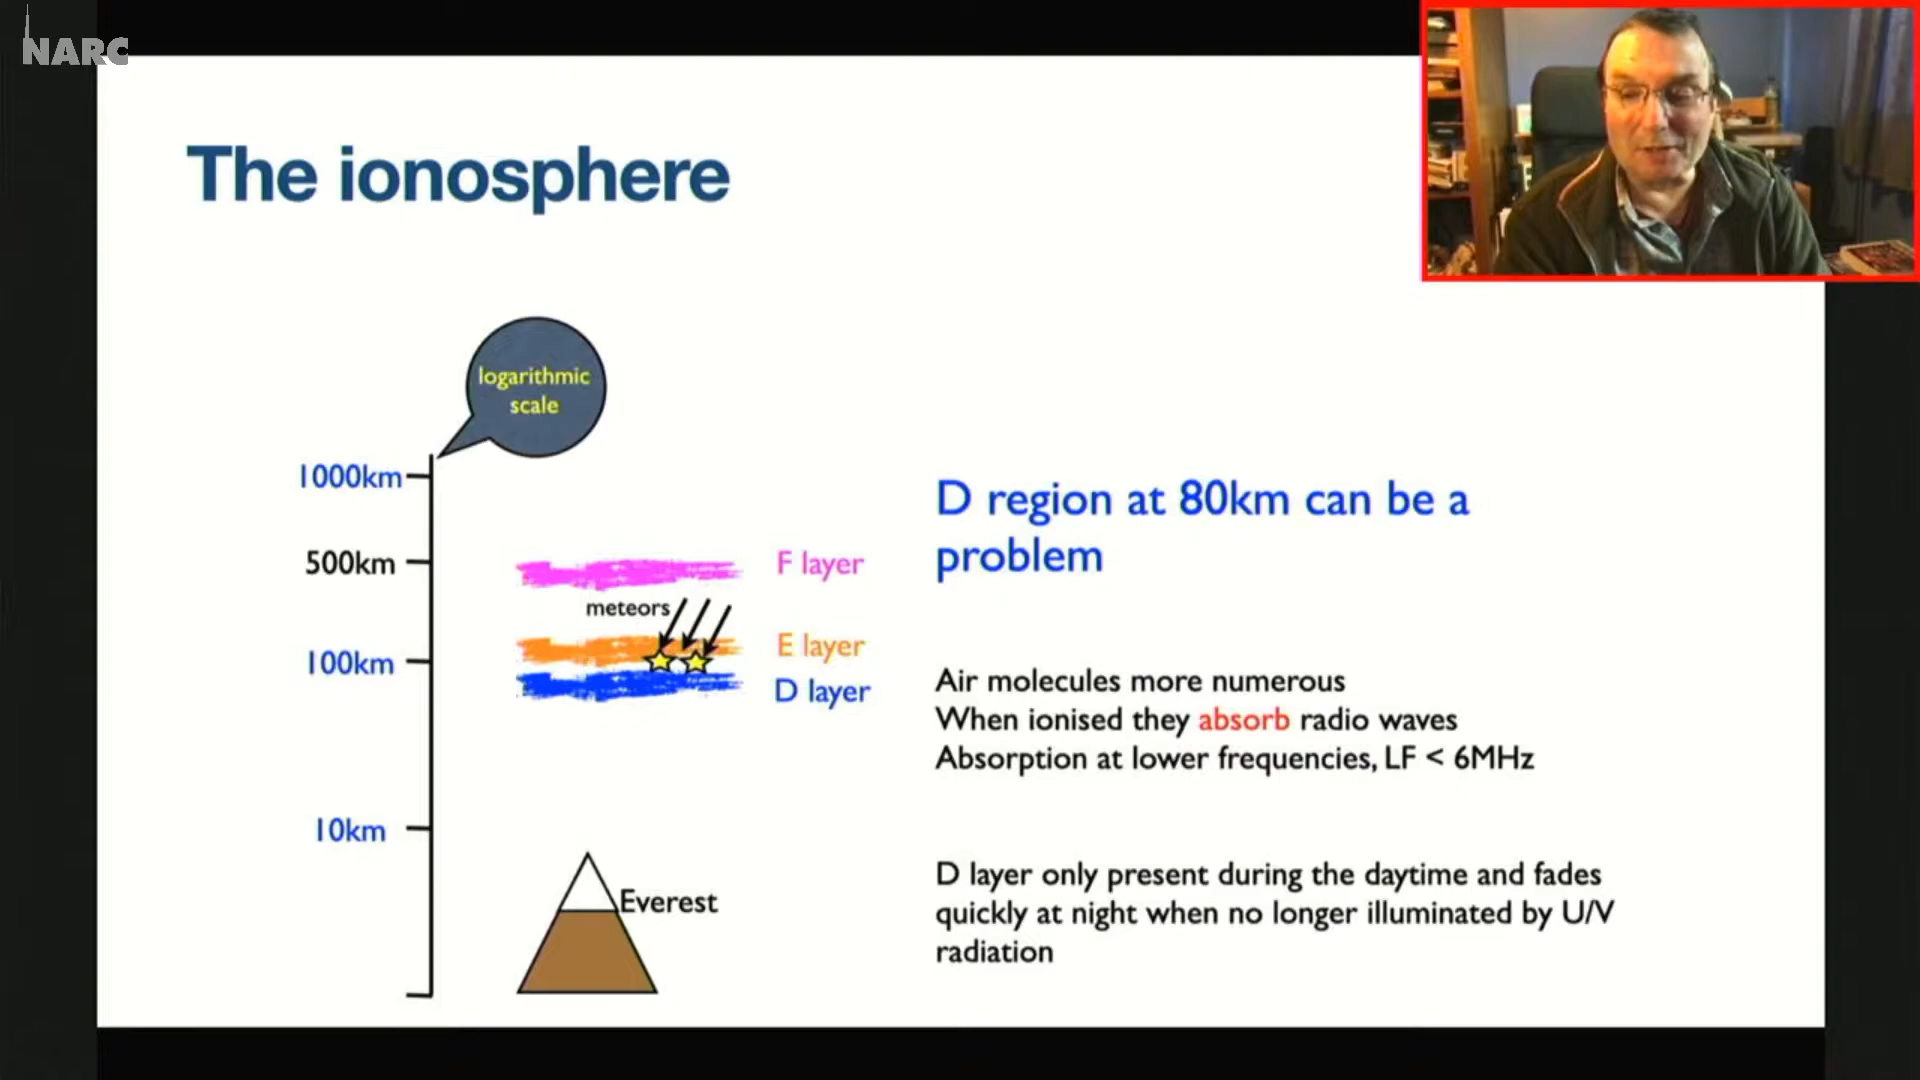 NARC
The ionosphere
logarithmic
scale
1000km
500km
F layer
meteors
E layer
100km
D layer
10km
Everest
D region at 80km can be a
problem
Air molecules more numerous
When ionised they absorb radio waves
Absorption at lower frequencies, LF < 6MHz
D layer only present during the daytime and fades
quickly at night when no longer illuminated by U/V
radiation